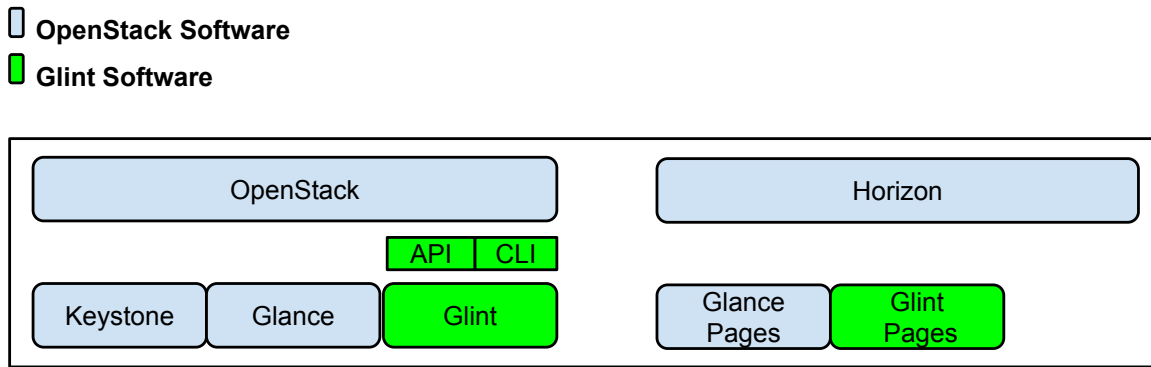 OpenStack Software
Glint Software
OpenStack
Horizon
API
CLI
Keystone
Glance
Glint
Glance
Pages
Glint
Pages